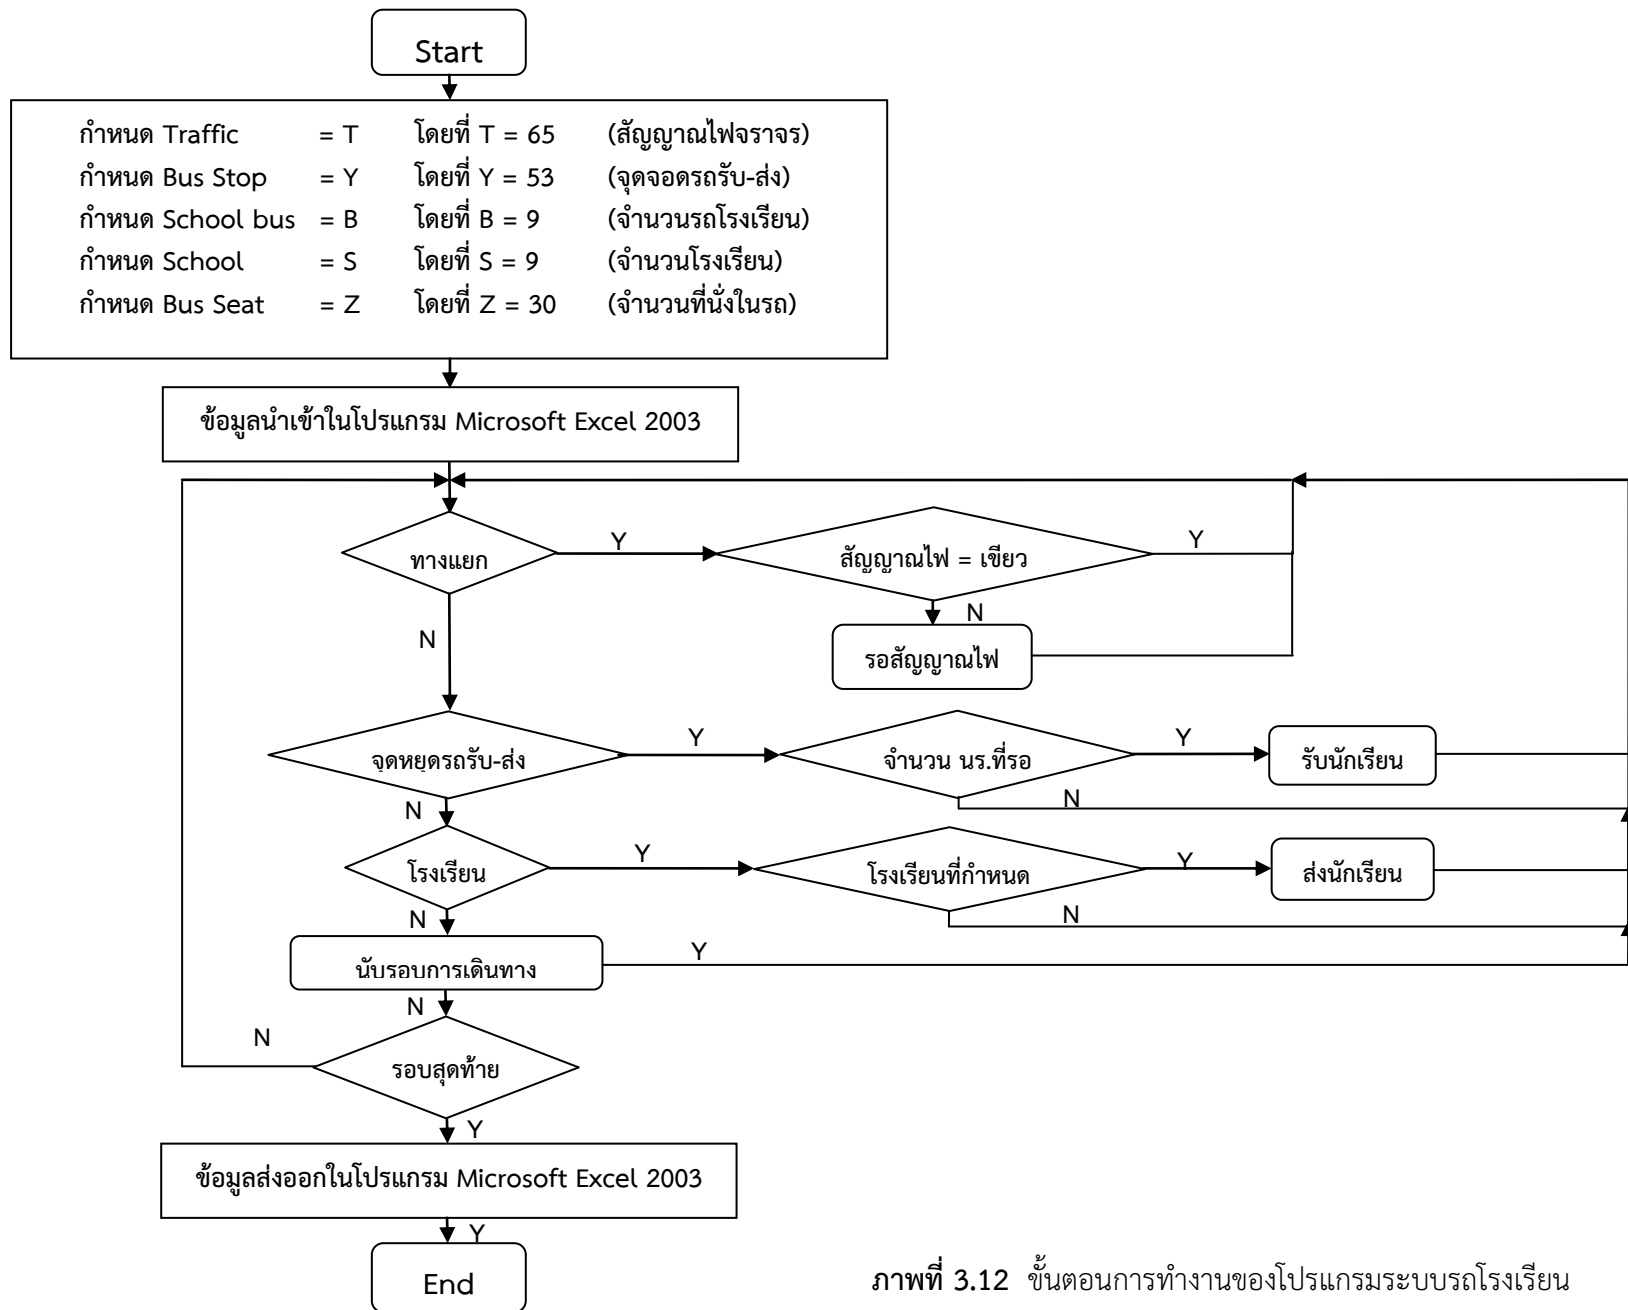 Start
กำหนด Traffic = T โดยที่ T = 65 (สัญญาณไฟจราจร)
กำหนด Bus Stop = Y โดยที่ Y = 53 (จุดจอดรถรับ-ส่ง)
กำหนด School bus = B โดยที่ B = 9 (จำนวนรถโรงเรียน)
กำหนด School = S โดยที่ S = 9 (จำนวนโรงเรียน)
กำหนด Bus Seat = Z โดยที่ Z = 30 (จำนวนที่นั่งในรถ)
ข้อมูลนำเข้าในโปรแกรม Microsoft Excel 2003
ทางแยก Y สัญญาณไฟ = เขียว Y
N
N
รอสัญญาณไฟ
จุดหยุดรถรับ-ส่ง Y จำนวน นร.ที่รอ Y รับนักเรียน
N N
โรงเรียน Y โรงเรียนที่กำหนด Y ส่งนักเรียน
N N
นับรอบการเดินทาง Y
N
N
รอบสุดท้าย
Y
ข้อมูลส่งออกในโปรแกรม Microsoft Excel 2003
Y
End
ภาพที่ 3.12 ขั้นตอนการทำงานของโปรแกรมระบบรถโรงเรียน